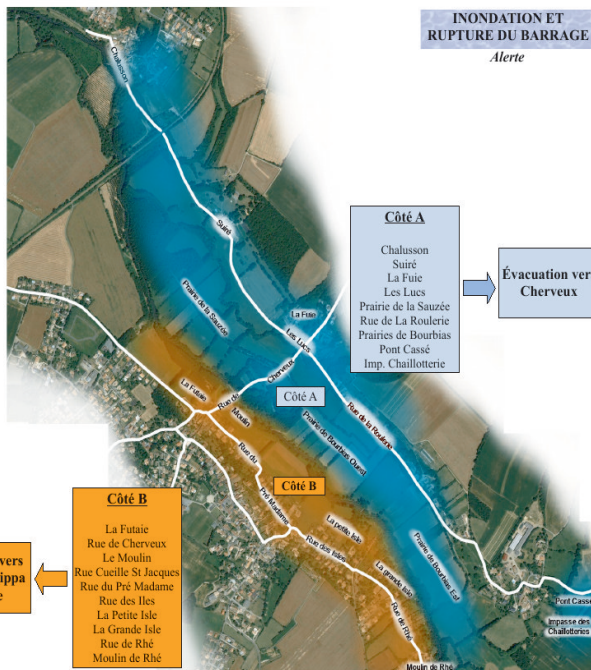 INONDATION ET
RUPTURE DU BARRAGE
Alerte
Chalusson
Suiré
Côté A
Chalusson
Suiré
La Fuie
Les Lucs
Prairie de la Sauzée
Rue de La Roulerie
Prairies de Bourbias
Pont Cassé
Imp. Chaillotterie
Évacuation ver
Cherveux
Prairie de la Sauzée
La Fuie
Les Lucs
Rue de Cherveux
Côté A
La Futaie
Moulin
Rue de la Roulerie
Prairie de Bourbias Ouest
Rue du Pré Madame
Côté B
La petite Isle
Rue des Isles
La grande Isle
Prairie de Bourbias Est
Rue de Rhé
Moulin de Rhé
Pont Cassé
Impasse des
Chaillotteries
Côté B
La Futaie
Rue de Cherveux
Le Moulin
Rue Cueille St Jacques
Rue du Pré Madame
Rue des Iles
La Petite Isle
La Grande Isle
Rue de Rhé
Moulin de Rhé
vers
ippa
e